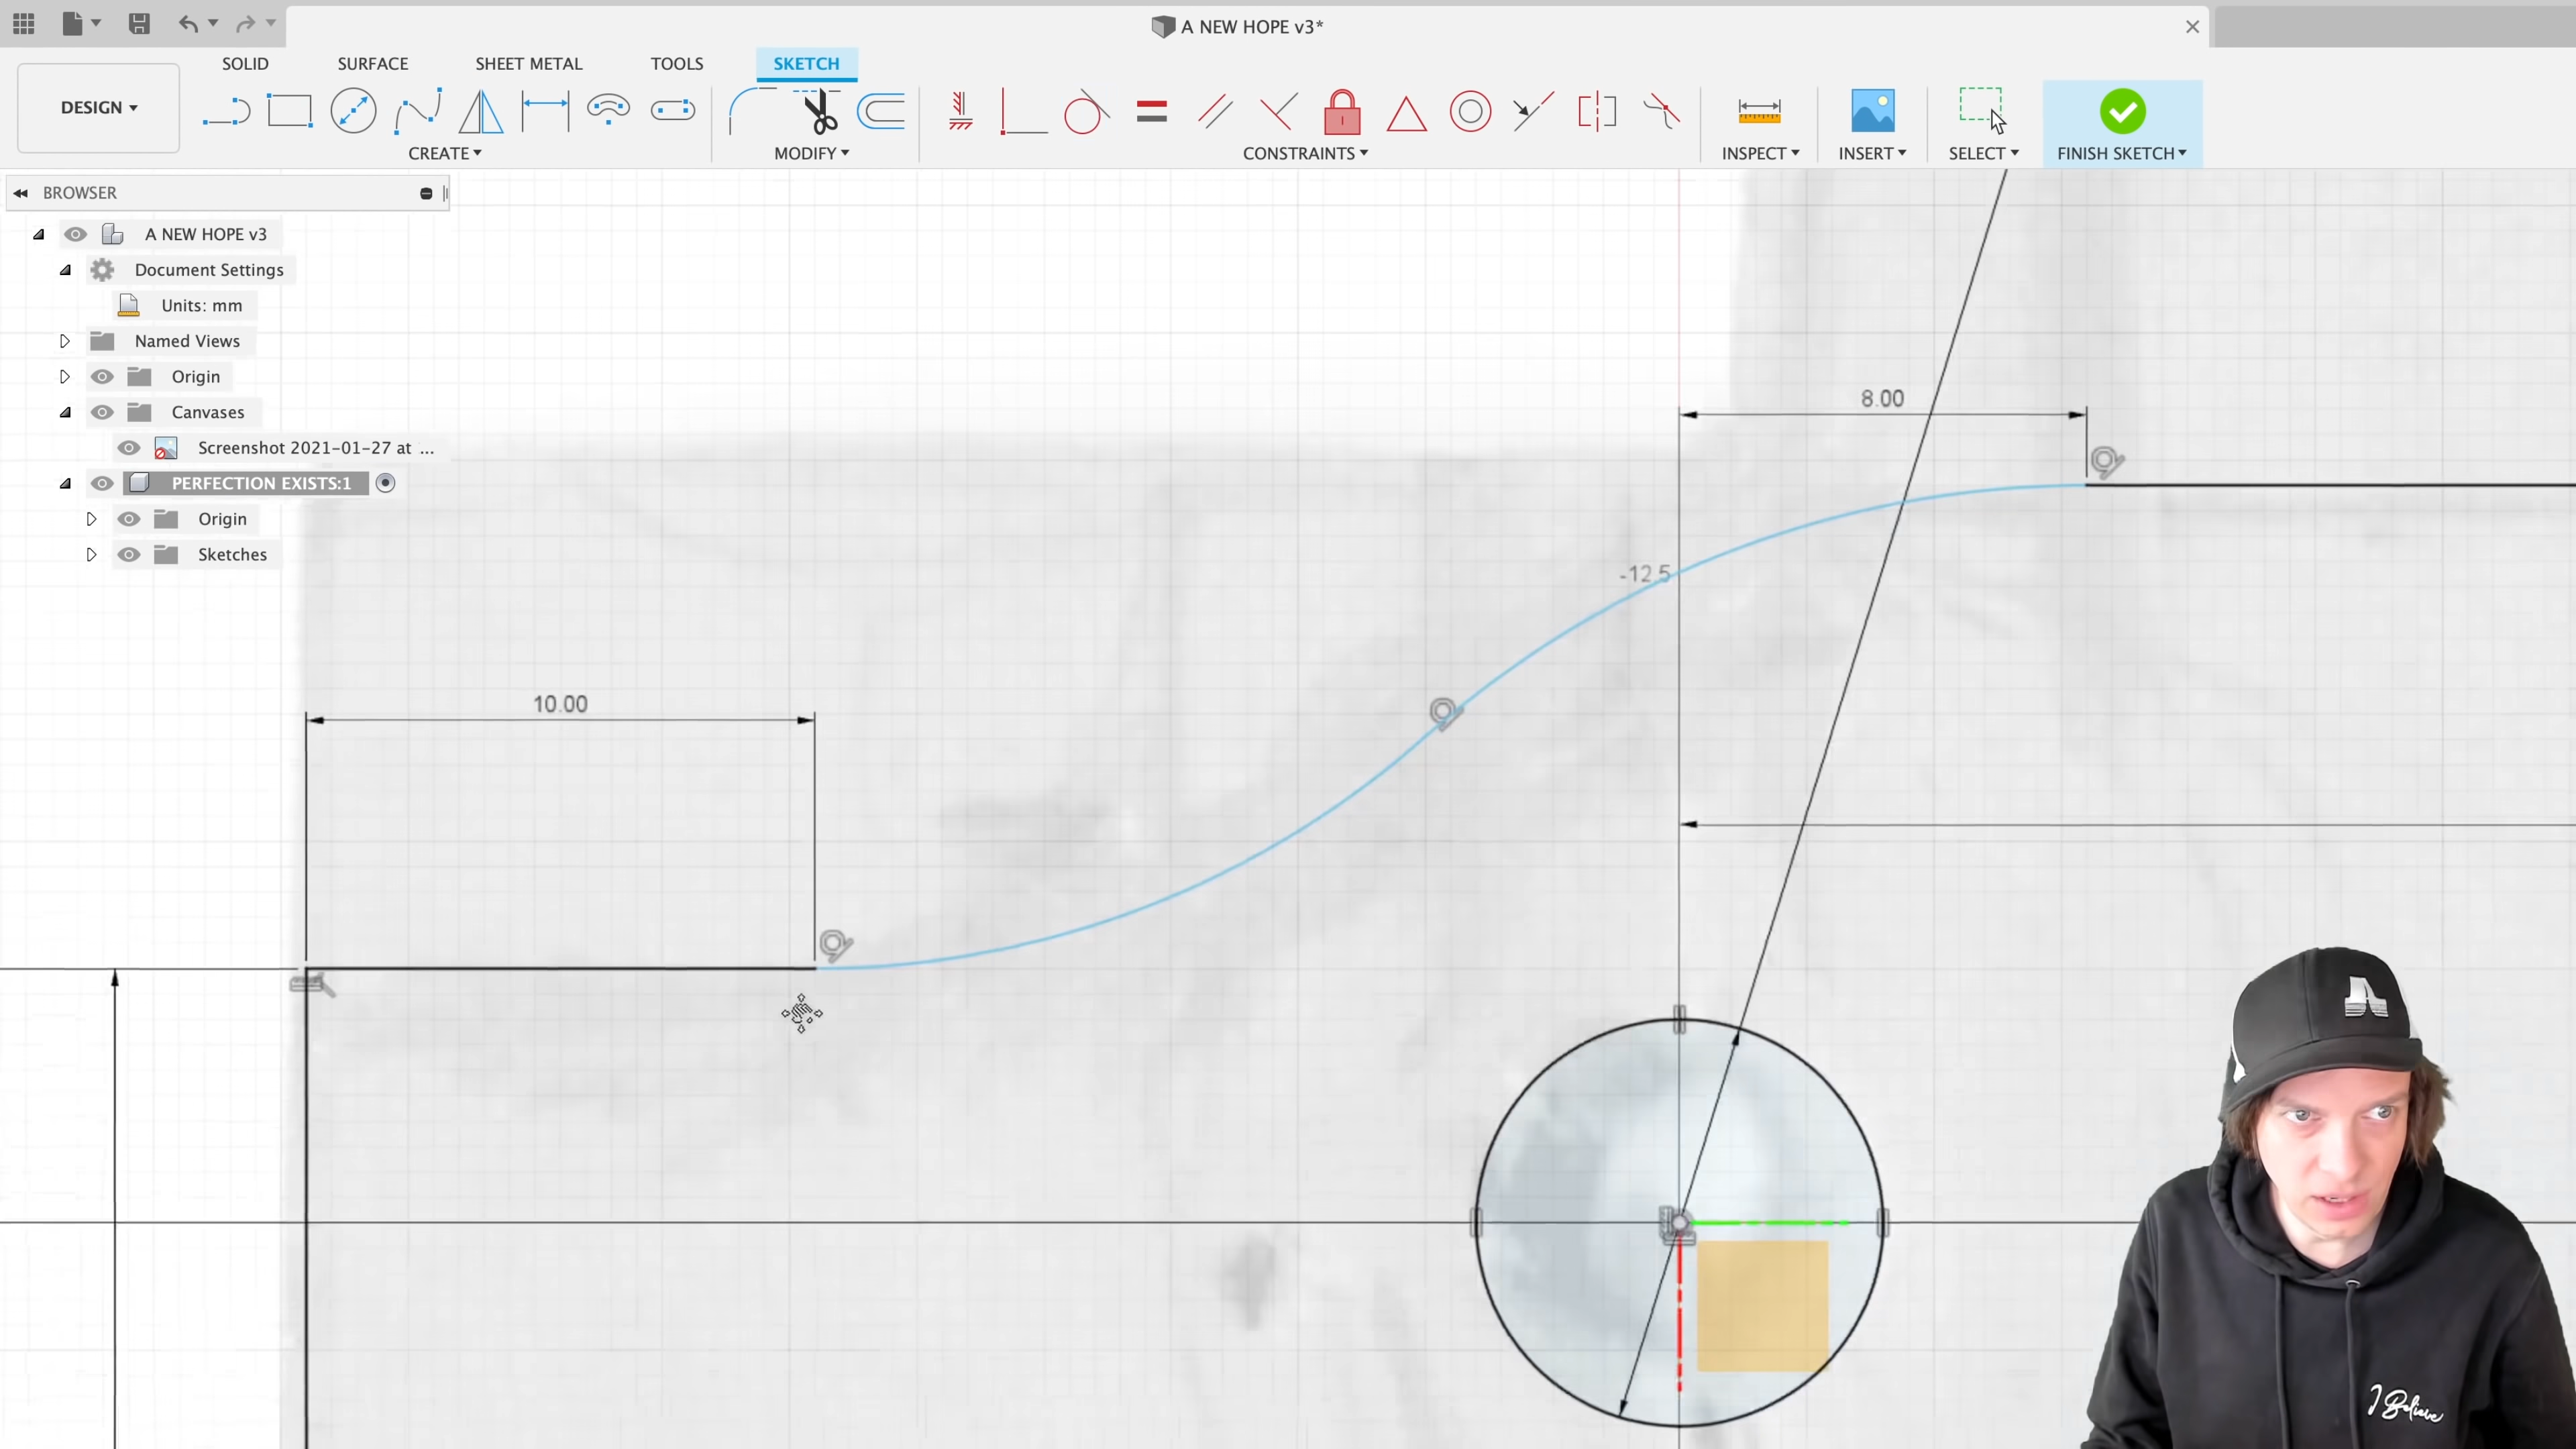 A NEW HOPE v3*
SOLID SURFACE SHEET METAL TOOLS SKETCH
DESIGN
CREATE MODIFY CONSTRAINTS INSPECT INSERT SELECT FINISH SKETCH
BROWSER
A NEW HOPE v3
Document Settings
Units: mm
Named Views
Origin
Canvases
Screenshot 2021-01-27 at ...
PERFECTION EXISTS:1
Origin
Sketches
8.00
-12.5
10.00
I Believe